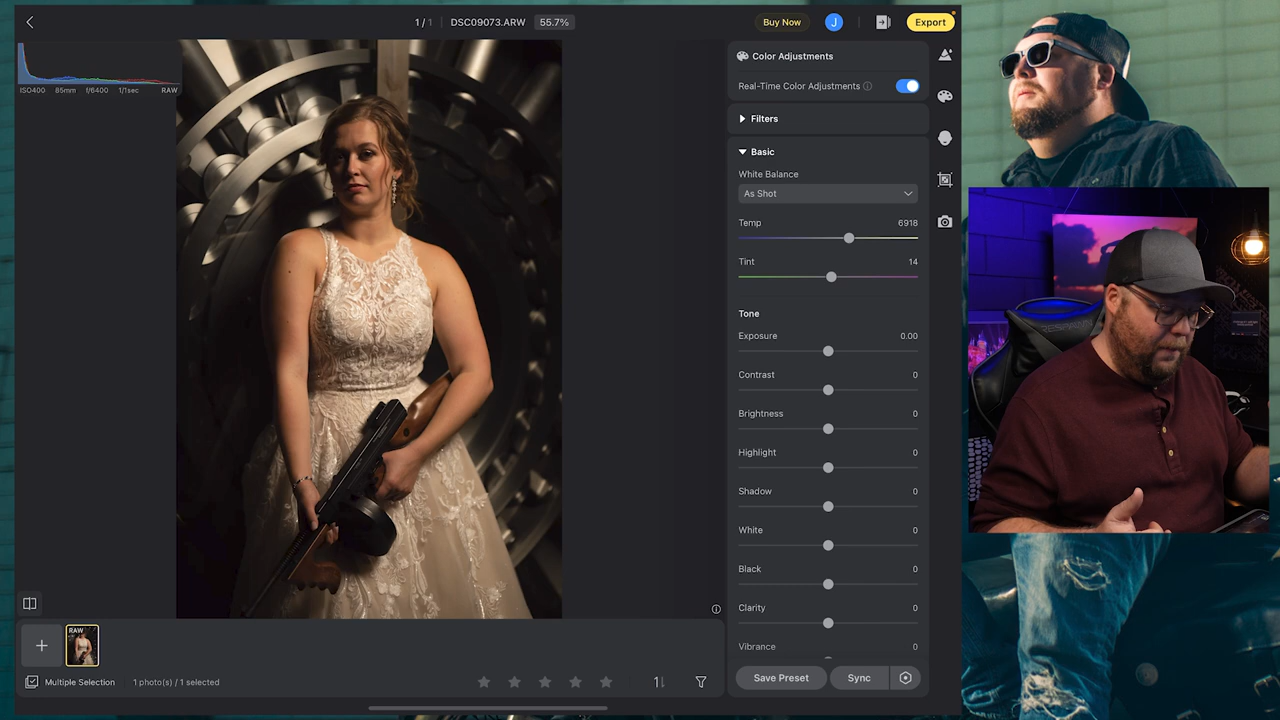 1 / 1 DSC09073.ARW 55.7% Buy Now J Export
ISO400 85mm f/6400 1/1sec RAW
Color Adjustments
Real-Time Color Adjustments
Filters
Basic
White Balance
As Shot
Temp 6918
Tint 14
Tone
Exposure 0.00
Contrast 0
Brightness 0
Highlight 0
Shadow 0
White 0
Black 0
Clarity 0
Vibrance 0
RAW
Multiple Selection 1 photo(s) / 1 selected
Save Preset Sync